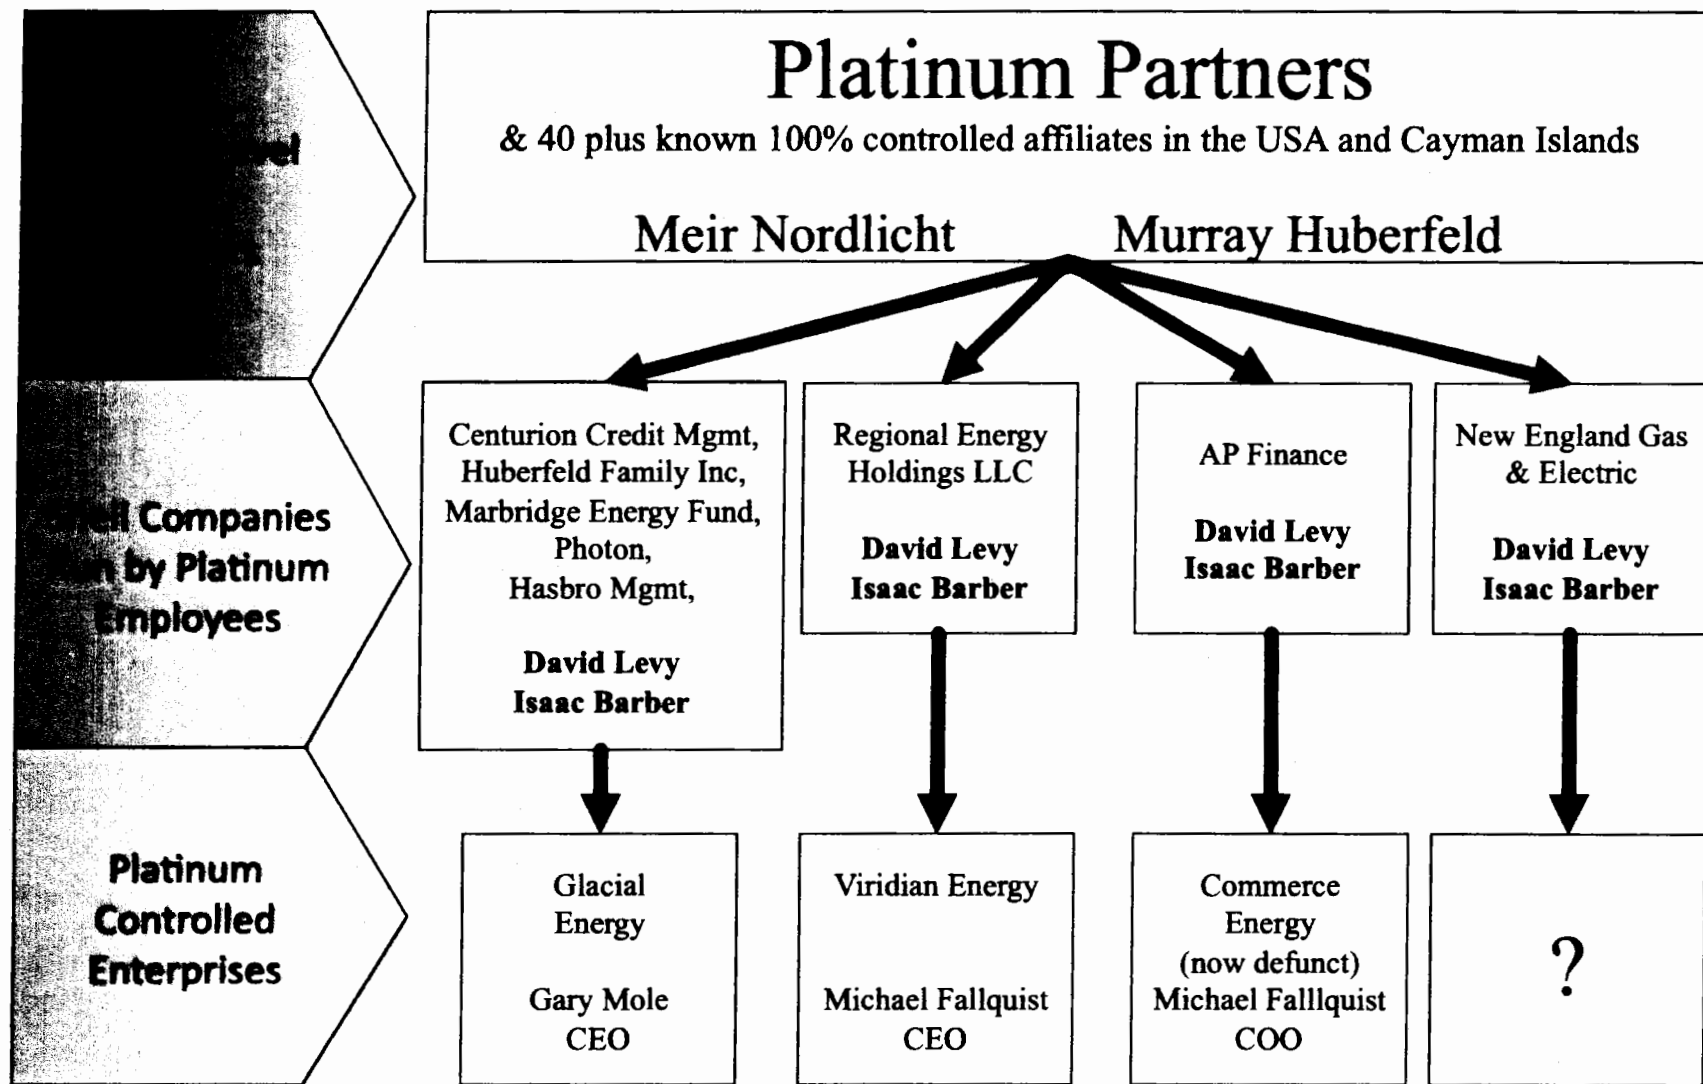 Platinum Partners
& 40 plus known 100% controlled affiliates in the USA and Cayman Islands
Meir Nordlicht
Murray Huberfeld
Companies
by Platinum
Employees
Centurion Credit Mgmt,
Huberfeld Family Inc,
Marbridge Energy Fund,
Photon,
Hasbro Mgmt,
David Levy
Isaac Barber
Regional Energy
Holdings LLC
David Levy
Isaac Barber
AP Finance
David Levy
Isaac Barber
New England Gas
& Electric
David Levy
Isaac Barber
Platinum
Controlled
Enterprises
Glacial
Energy
Gary Mole
CEO
Viridian Energy
Michael Fallquist
CEO
Commerce
Energy
(now defunct)
Michael Falllquist
COO
?